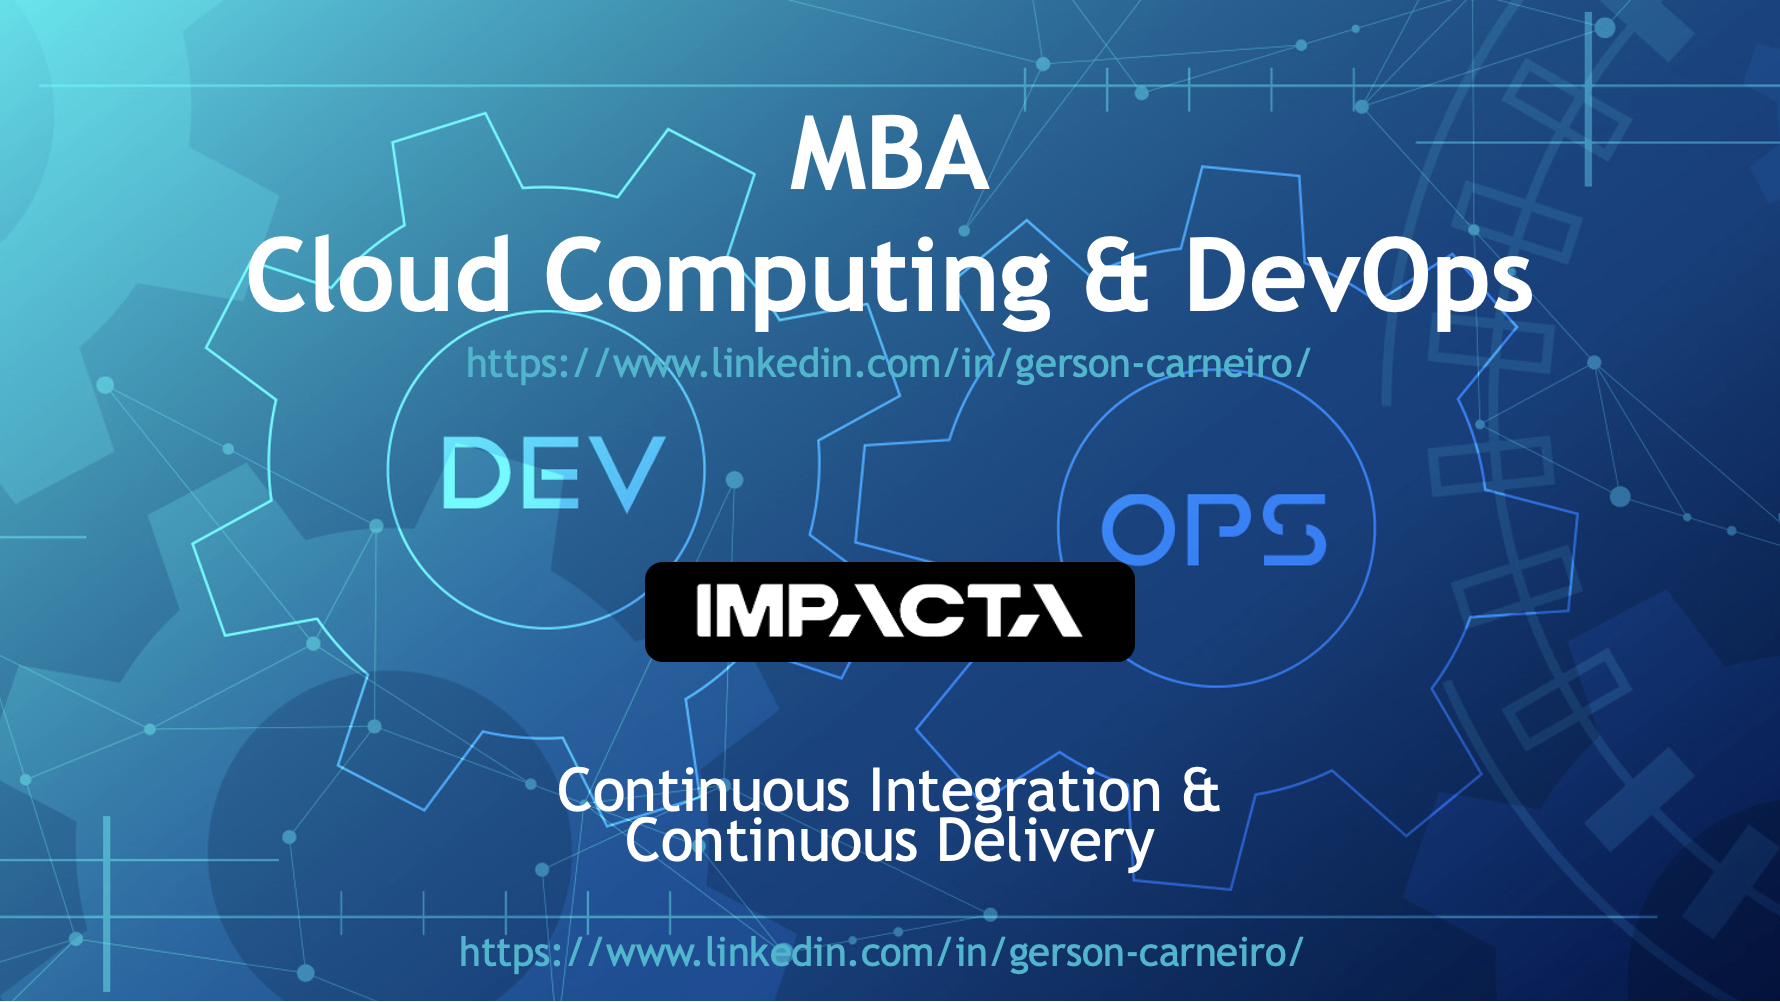 MBA
Cloud Computing & DevOps
https://www.linkedin.com/in/gerson-carneiro/
DEV
OPS
IMPACTA
Continuous Integration &
Continuous Delivery
https://www.linkedin.com/in/gerson-carneiro/